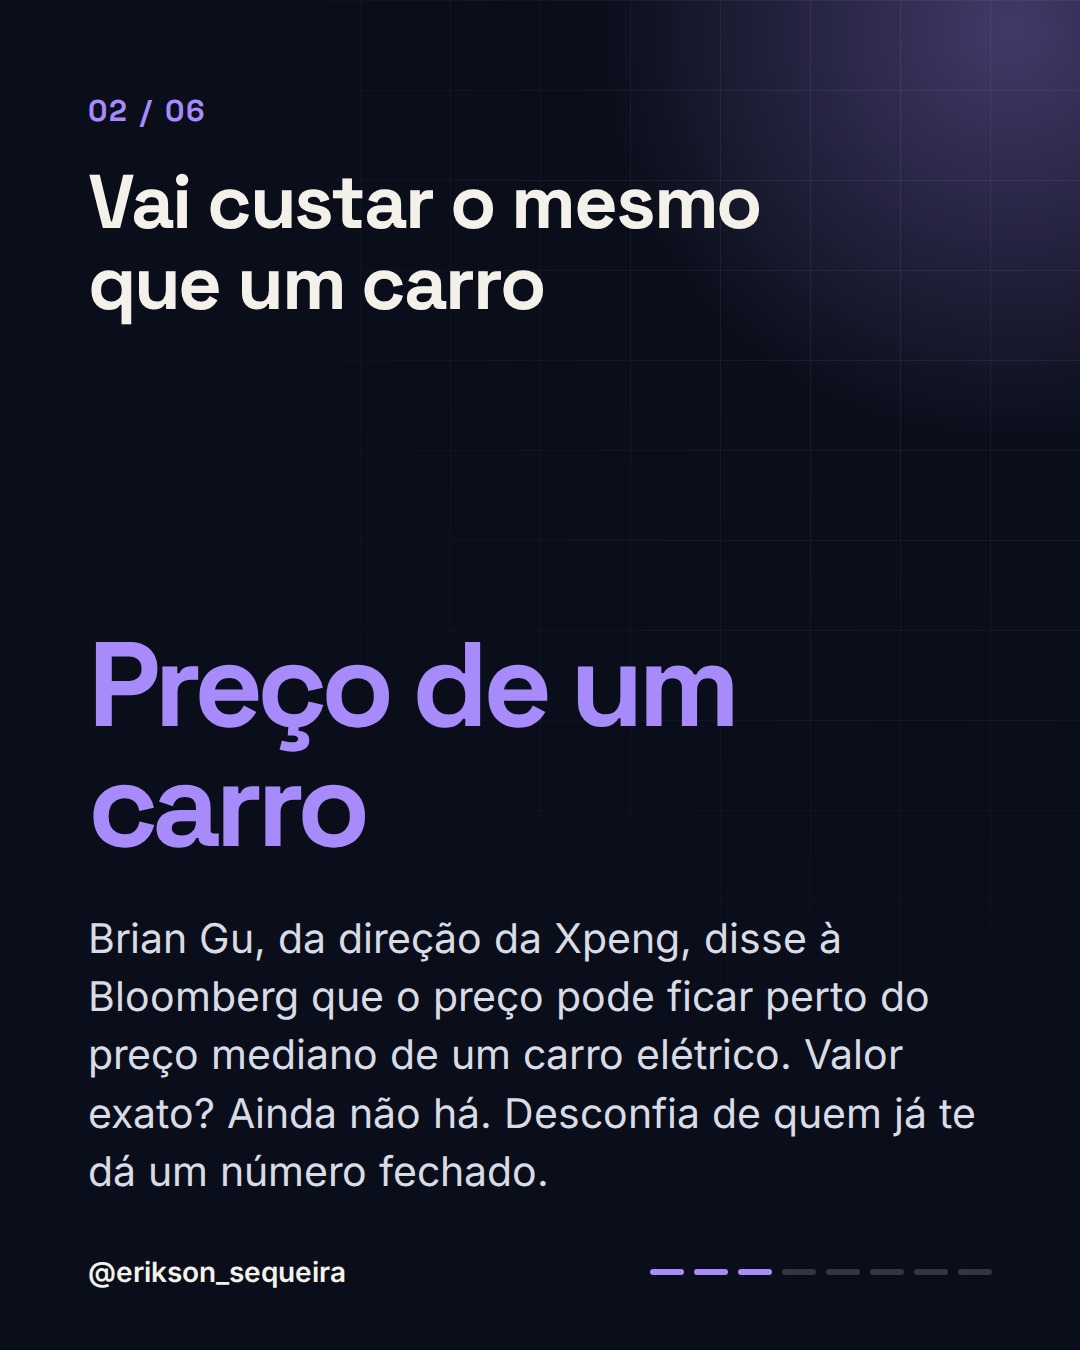 02 / 06
Vai custar o mesmo
que um carro
Preço de um
carro
Brian Gu, da direção da Xpeng, disse à
Bloomberg que o preço pode ficar perto do
preço mediano de um carro elétrico. Valor
exato? Ainda não há. Desconfia de quem já te
dá um número fechado.
@erikson_sequeira